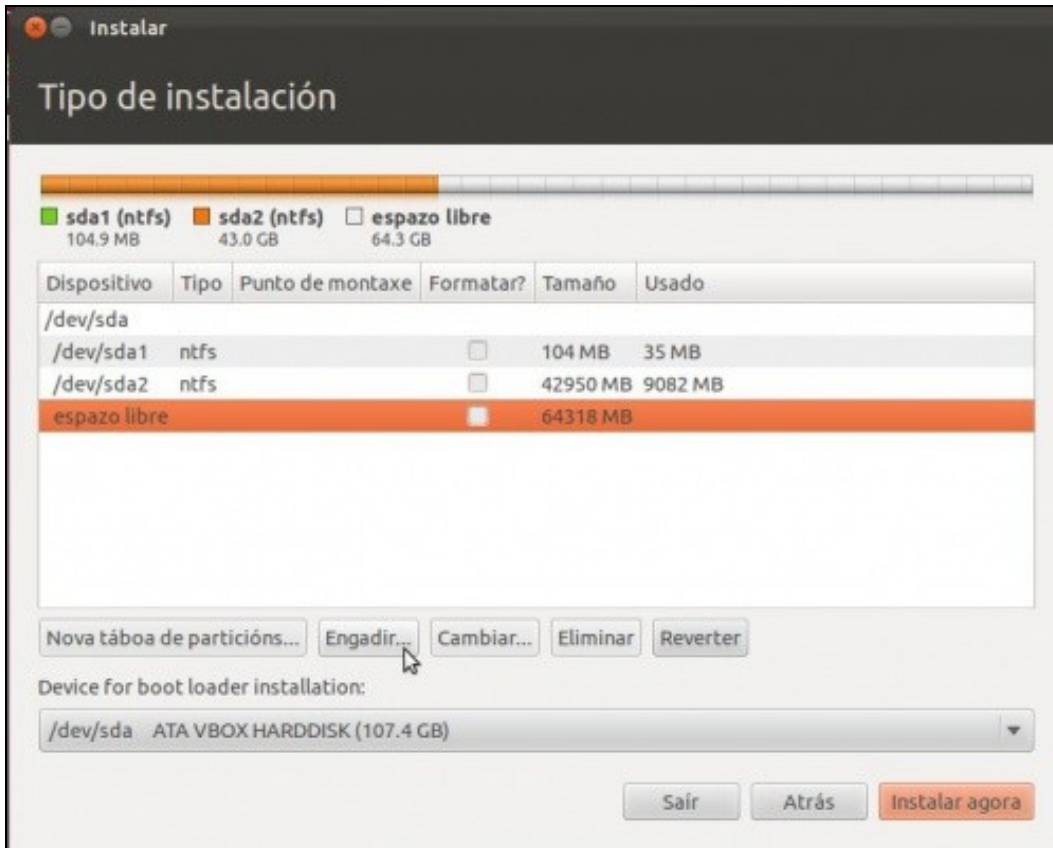 Instalar
Tipo de instalación
sda1 (ntfs) sda2 (ntfs) espazo libre
104.9 MB 43.0 GB 64.3 GB
Dispositivo Tipo Punto de montaxe Formatar? Tamaño Usado
/dev/sda
/dev/sda1 ntfs 104 MB 35 MB
/dev/sda2 ntfs 42950 MB 9082 MB
espazo libre 64318 MB
Nova táboa de particións... Engadir... Cambiar... Eliminar Reverter
Device for boot loader installation:
/dev/sda ATA VBOX HARDDISK (107.4 GB)
Saír Atrás Instalar agora